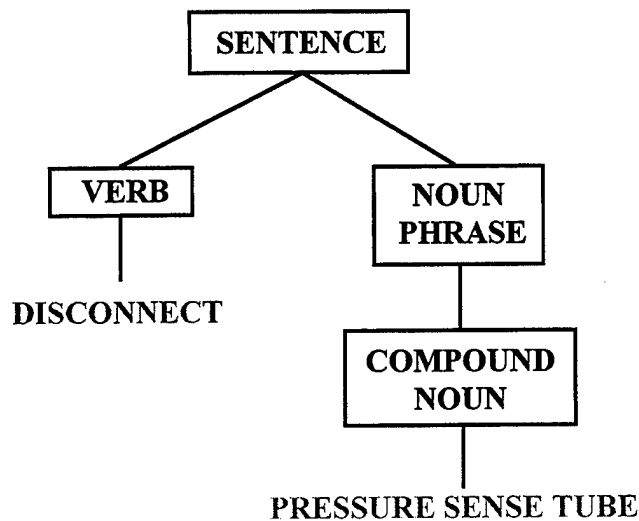 SENTENCE
VERB
NOUN
PHRASE
DISCONNECT
COMPOUND
NOUN
PRESSURE SENSE TUBE